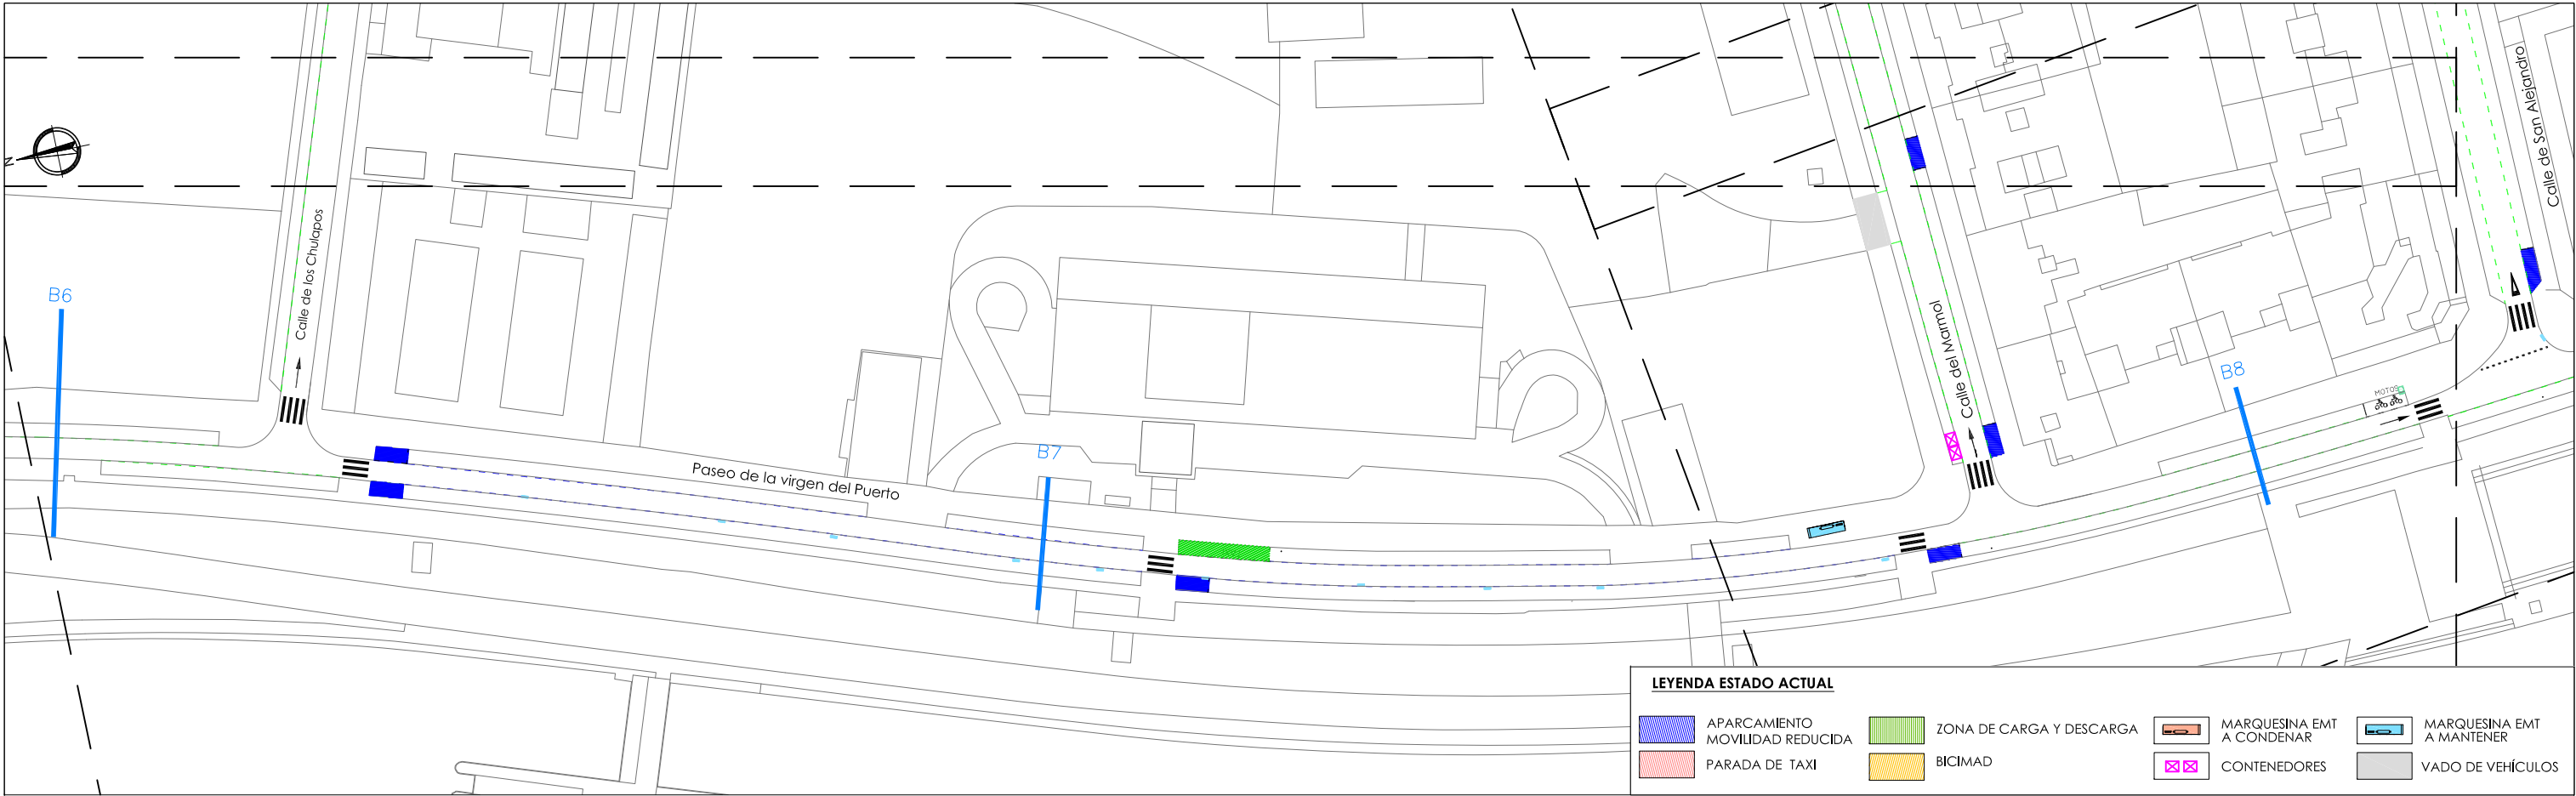 N
Calle de los Chulapos
B6
Paseo de la virgen del Puerto
B7
Calle del Marmol
B8
MOTOS
Calle de San Alejandro
LEYENDA ESTADO ACTUAL
APARCAMIENTO
MOVILIDAD REDUCIDA
ZONA DE CARGA Y DESCARGA
MARQUESINA EMT
A CONDENAR
MARQUESINA EMT
A MANTENER
PARADA DE TAXI
BICIMAD
CONTENEDORES
VADO DE VEHÍCULOS